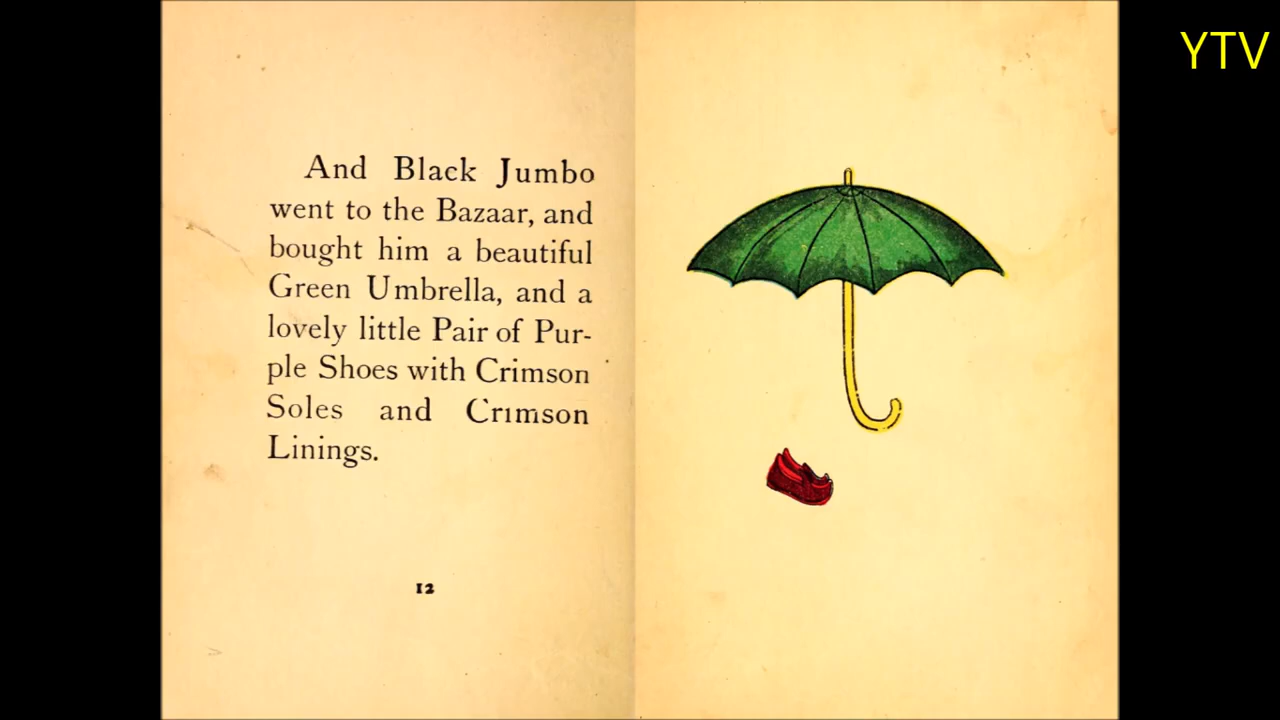 And Black Jumbo
went to the Bazaar, and
bought him a beautiful
Green Umbrella, and a
lovely little Pair of Pur-
ple Shoes with Crimson
Soles and Crimson
Linings.
12
YTV